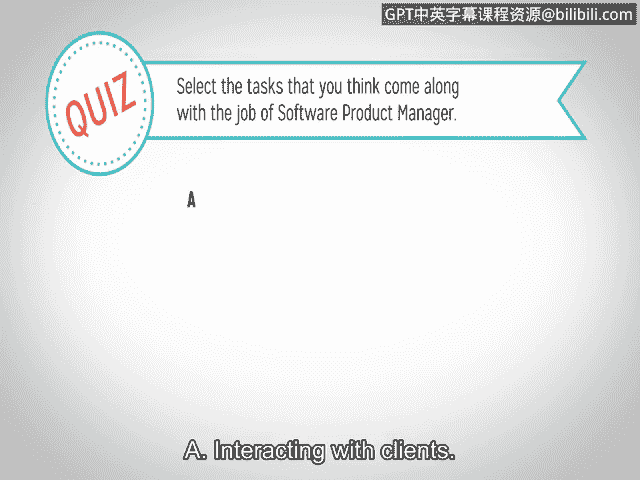 GPT中英字幕课程资源@bilibili.com
QUIZ
Select the tasks that you think come along
with the job of Software Product Manager.
A
A. Interacting with clients.